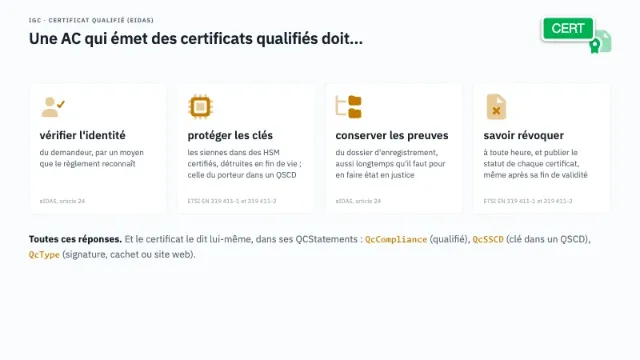 IGC · CERTIFICAT QUALIFIÉ (EIDAS)
Une AC qui émet des certificats qualifiés doit...
CERT
vérifier l'identité
du demandeur, par un moyen
que le règlement reconnaît
eIDAS, article 24
protéger les clés
les siennes dans des HSM
certifiés, détruites en fin de vie ;
celle du porteur dans un QSCD
ETSI EN 319 411-1 et 319 411-2
conserver les preuves
du dossier d'enregistrement,
aussi longtemps qu'il faut pour
en faire état en justice
eIDAS, article 24
savoir révoquer
à toute heure, et publier le
statut de chaque certificat,
même après sa fin de validité
ETSI EN 319 411-1 et 319 411-2
Toutes ces réponses. Et le certificat le dit lui-même, dans ses QCStatements : QcCompliance (qualifié), QcSSCD (clé dans un QSCD),
QcType (signature, cachet ou site web).